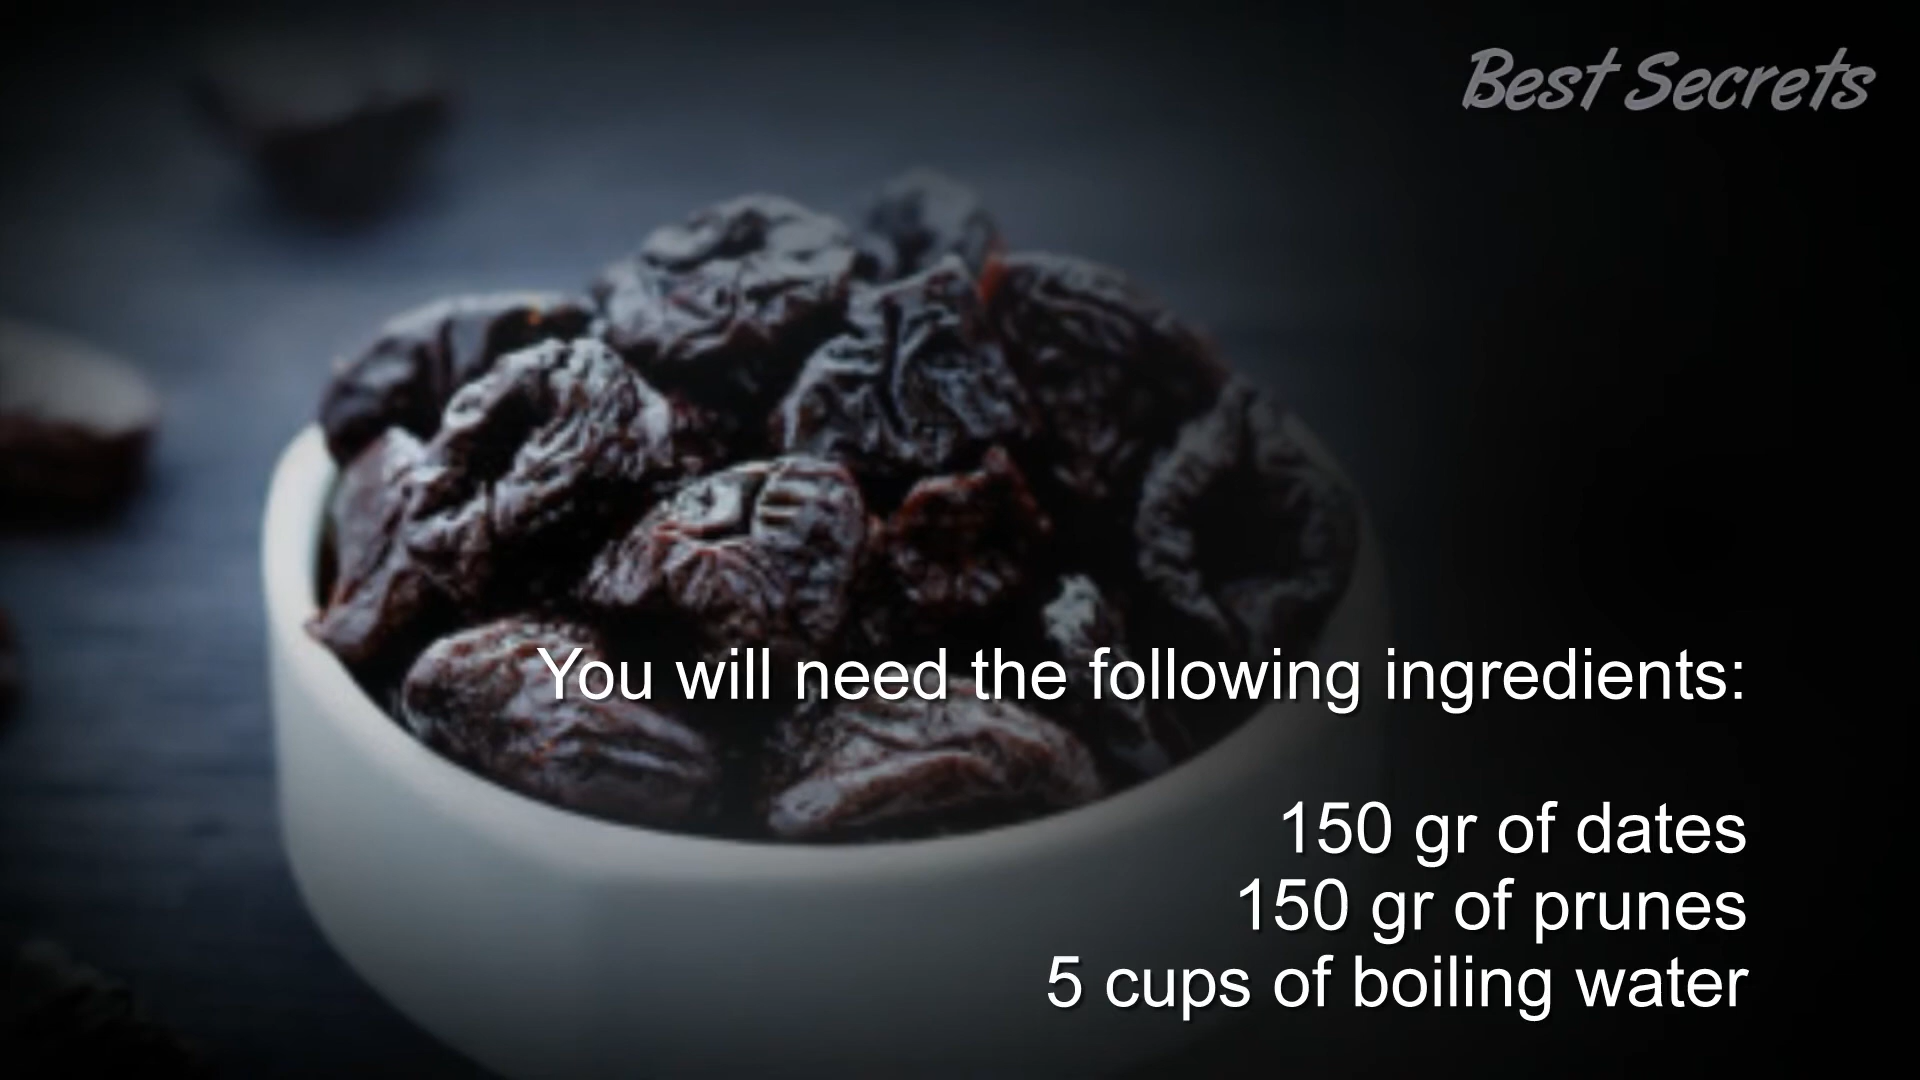 Best Secrets
You will need the following ingredients:
150 gr of dates
150 gr of prunes
5 cups of boiling water